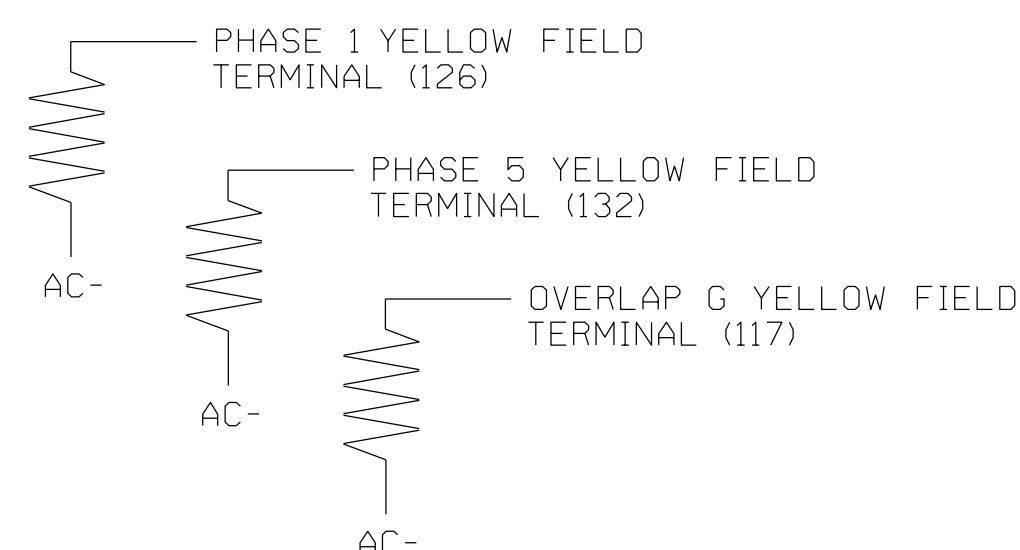 PHASE 1 YELLOW FIELD
TERMINAL (126)
AC-
PHASE 5 YELLOW FIELD
TERMINAL (132)
AC-
OVERLAP G YELLOW FIELD
TERMINAL (117)
AC-